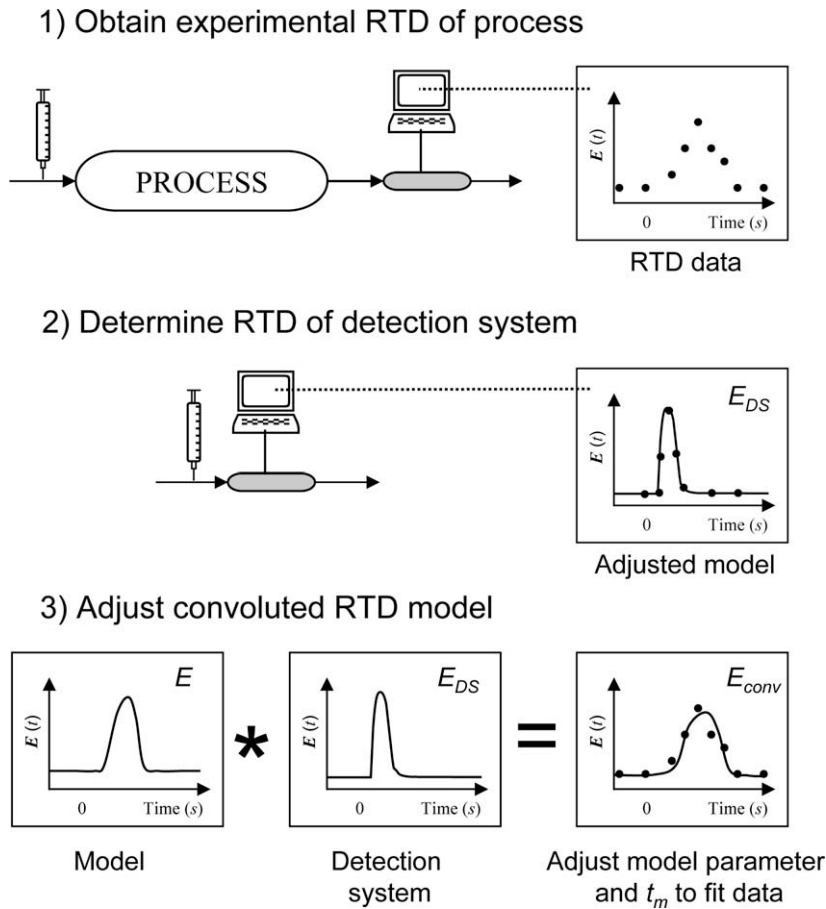 1) Obtain experimental RTD of process
PROCESS
E (t)
0 Time (s)
RTD data
2) Determine RTD of detection system
E_DS
E (t)
0 Time (s)
Adjusted model
3) Adjust convoluted RTD model
E
E (t)
0 Time (s)
Model
*
E_DS
E (t)
0 Time (s)
Detection
system
=
E_conv
E (t)
0 Time (s)
Adjust model parameter
and t_m to fit data